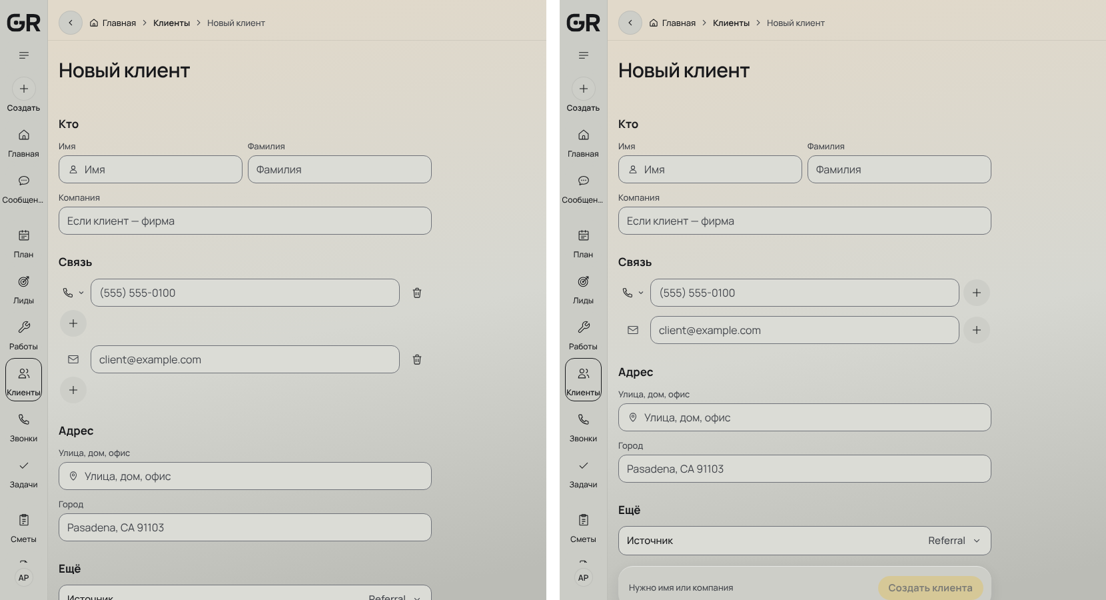 GR
Главная
Клиенты
Новый клиент
Новый клиент
Создать
Главная
Сообщен...
План
Лиды
Работы
Клиенты
Звонки
Задачи
Сметы
AP
Кто
Имя
Фамилия
Имя
Фамилия
Компания
Если клиент — фирма
Связь
(555) 555-0100
client@example.com
Адрес
Улица, дом, офис
Улица, дом, офис
Город
Pasadena, CA 91103
Ещё
Источник
Referral
GR
Главная
Клиенты
Новый клиент
Новый клиент
Создать
Главная
Сообщен...
План
Лиды
Работы
Клиенты
Звонки
Задачи
Сметы
AP
Кто
Имя
Фамилия
Имя
Фамилия
Компания
Если клиент — фирма
Связь
(555) 555-0100
client@example.com
Адрес
Улица, дом, офис
Улица, дом, офис
Город
Pasadena, CA 91103
Ещё
Источник
Referral
Нужно имя или компания
Создать клиента